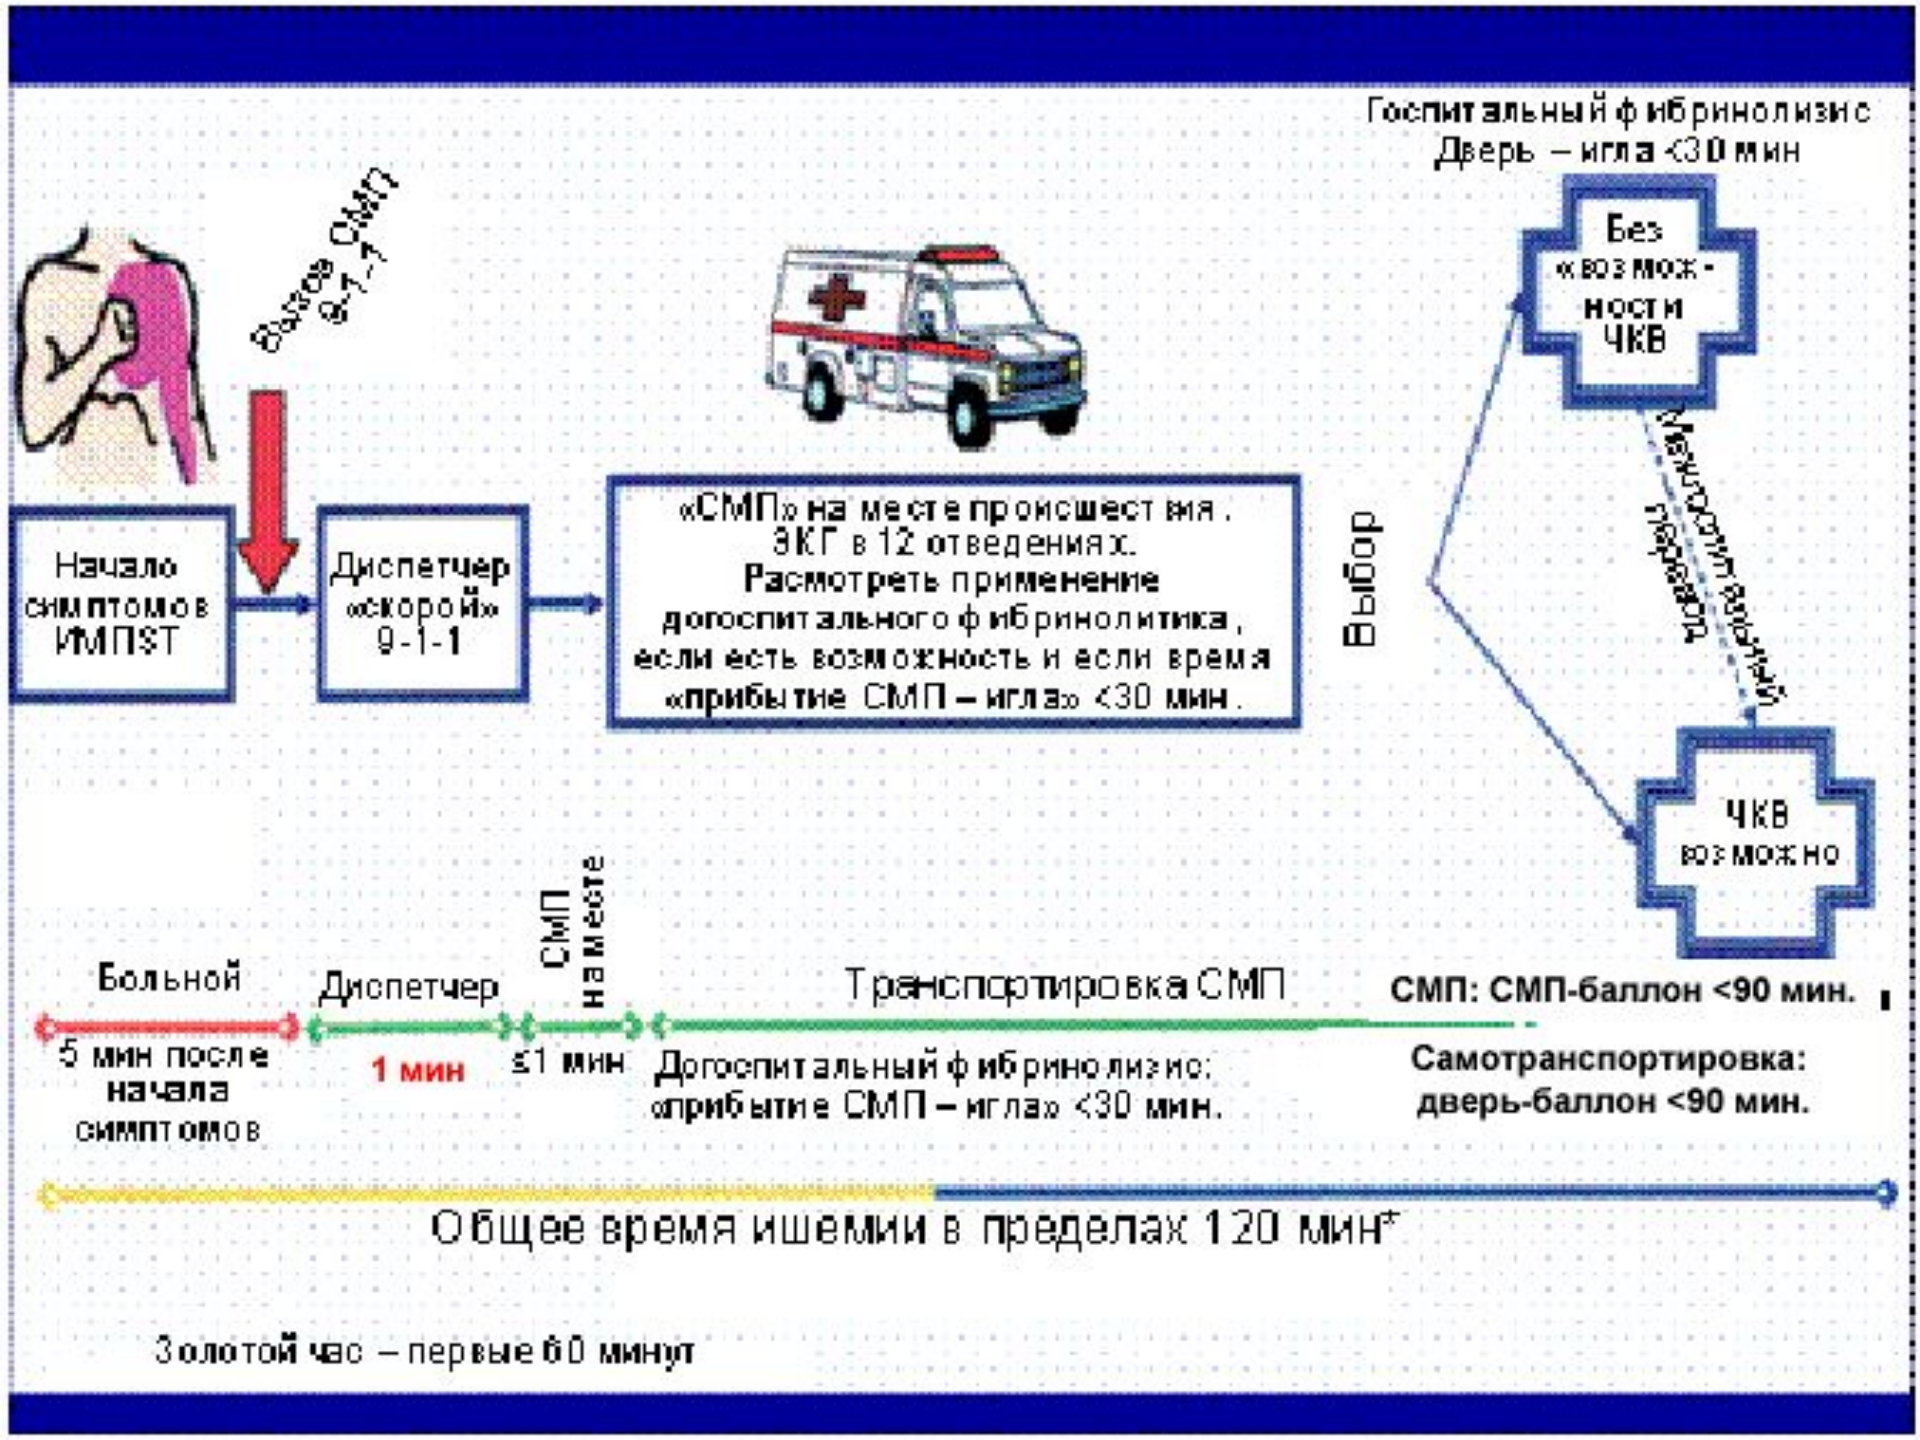 Госпитальный фибринолизис
Дверь – игла <30 мин
Без
«возмож-
ности
ЧКВ
Вызов СМП
9-1-1
«СМП» на месте происшествия.
ЭКГ в 12 отведениях.
Расмотреть применение
догоспитального фибринолитика,
если есть возможность и если время
«прибытие СМП – игла» <30 мин.
Начало
симптомов
ИМПST
Диспетчер
«скорой»
9-1-1
Выбор
Межгоспитальный
перевод
ЧКВ
возможно
Больной
Диспетчер
СМП
на месте
Транспортировка СМП
СМП: СМП-баллон <90 мин.
5 мин после
начала
симптомов
1 мин
≤1 мин
Догоспитальный фибринолизис:
«прибытие СМП – игла» <30 мин.
Самотранспортировка:
дверь-баллон <90 мин.
Общее время ишемии в пределах 120 мин*
Золотой час – первые 60 минут